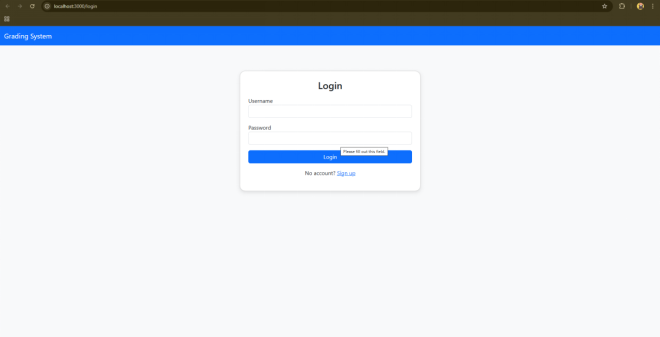 localhost:3000/login
Grading System
Login
Username
Password
Please fill out this field.
Login
No account? Sign up